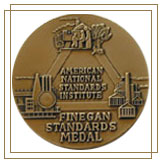 AMERICAN
NATIONAL
STANDARDS
INSTITUTE
FINEGAN
STANDARDS
MEDAL